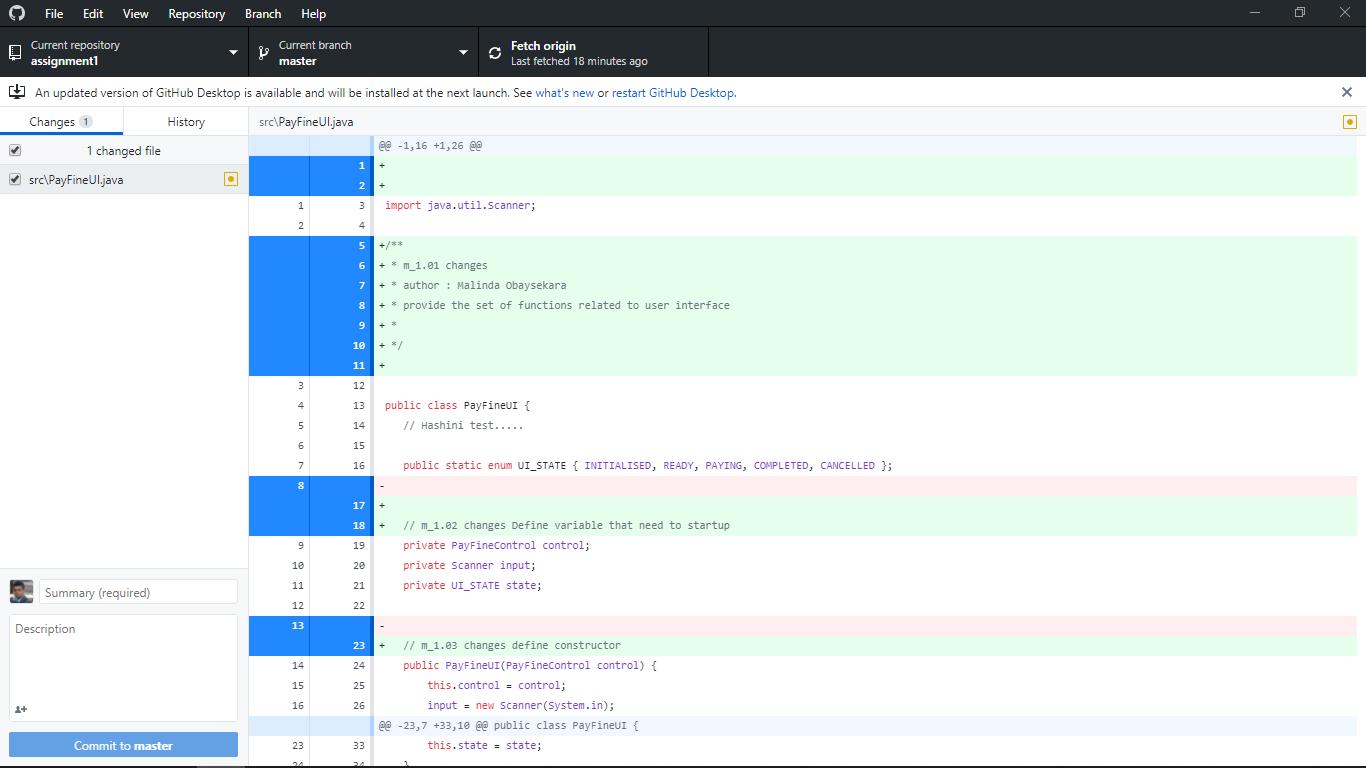 File Edit View Repository Branch Help
Current repository
assignment1
Current branch
master
Fetch origin
Last fetched 18 minutes ago
An updated version of GitHub Desktop is available and will be installed at the next launch. See what's new or restart GitHub Desktop.
Changes 1 History
1 changed file
src\PayFineUI.java
src\PayFineUI.java
@@ -1,16 +1,26 @@
1 +
2 +
1 3 import java.util.Scanner;
2 4
5 +/**
6 + * m_1.01 changes
7 + * author : Malinda Obaysekara
8 + * provide the set of functions related to user interface
9 + *
10 + */
11 +
3 12
4 13 public class PayFineUI {
5 14 // Hashini test.....
6 15
7 16 public static enum UI_STATE { INITIALISED, READY, PAYING, COMPLETED, CANCELLED };
8 -
17 +
18 + // m_1.02 changes Define variable that need to startup
9 19 private PayFineControl control;
10 20 private Scanner input;
11 21 private UI_STATE state;
12 22
13 -
23 + // m_1.03 changes define constructor
14 24 public PayFineUI(PayFineControl control) {
15 25 this.control = control;
16 26 input = new Scanner(System.in);
@@ -23,7 +33,10 @@ public class PayFineUI {
23 33 this.state = state;
24 34 }
Summary (required)
Description
Commit to master